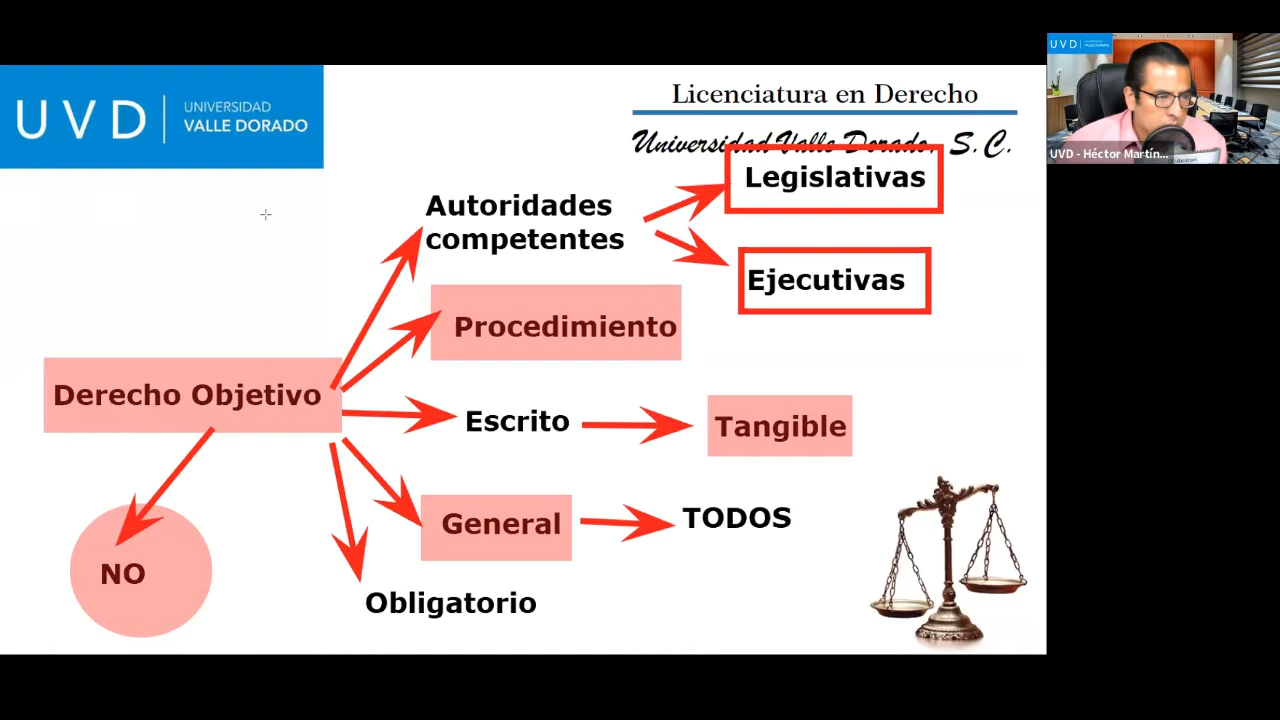 UVD
UNIVERSIDAD
VALLE DORADO
Licenciatura en Derecho
Universidad Valle Dorado, S.C.
Autoridades
competentes
Legislativas
Ejecutivas
Procedimiento
Derecho Objetivo
Escrito
Tangible
General
TODOS
NO
Obligatorio
UVD
UVD - Héctor Martín...